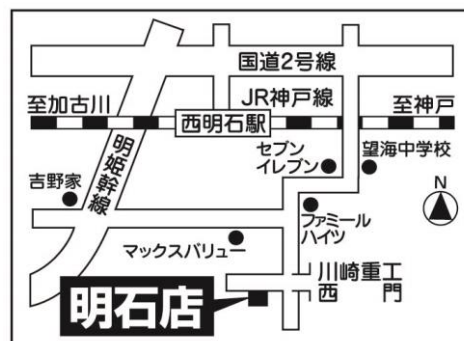 国道2号線
JR神戸線
至加古川
至神戸
西明石駅
明姫幹線
セブン
イレブン
望海中学校
吉野家
N
ファミール
ハイツ
マックスバリュー
川崎重工
西門
明石店